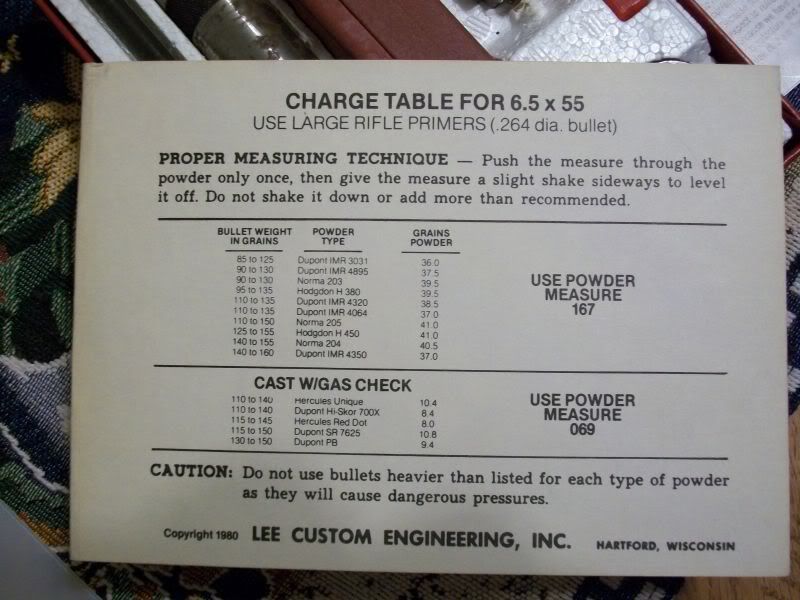 CHARGE TABLE FOR 6.5 x 55
USE LARGE RIFLE PRIMERS (.264 dia. bullet)
PROPER MEASURING TECHNIQUE — Push the measure through the
powder only once, then give the measure a slight shake sideways to level
it off. Do not shake it down or add more than recommended.
BULLET WEIGHT POWDER GRAINS
IN GRAINS TYPE POWDER
85 to 125 Dupont IMR 3031 36.0
90 to 130 Dupont IMR 4895 37.5
90 to 130 Norma 203 39.5
95 to 135 Hodgdon H 380 39.5
110 to 135 Dupont IMR 4320 38.5
110 to 135 Dupont IMR 4064 37.0
110 to 150 Norma 205 41.0
125 to 155 Hodgdon H 450 41.0
140 to 155 Norma 204 40.5
140 to 160 Dupont IMR 4350 37.0
USE POWDER
MEASURE
167
CAST W/GAS CHECK
110 to 140 Hercules Unique 10.4
110 to 140 Dupont Hi-Skor 700X 8.4
115 to 145 Hercules Red Dot 8.0
115 to 150 Dupont SR 7625 10.8
130 to 150 Dupont PB 9.4
USE POWDER
MEASURE
069
CAUTION: Do not use bullets heavier than listed for each type of powder
as they will cause dangerous pressures.
Copyright 1980 LEE CUSTOM ENGINEERING, INC. HARTFORD, WISCONSIN